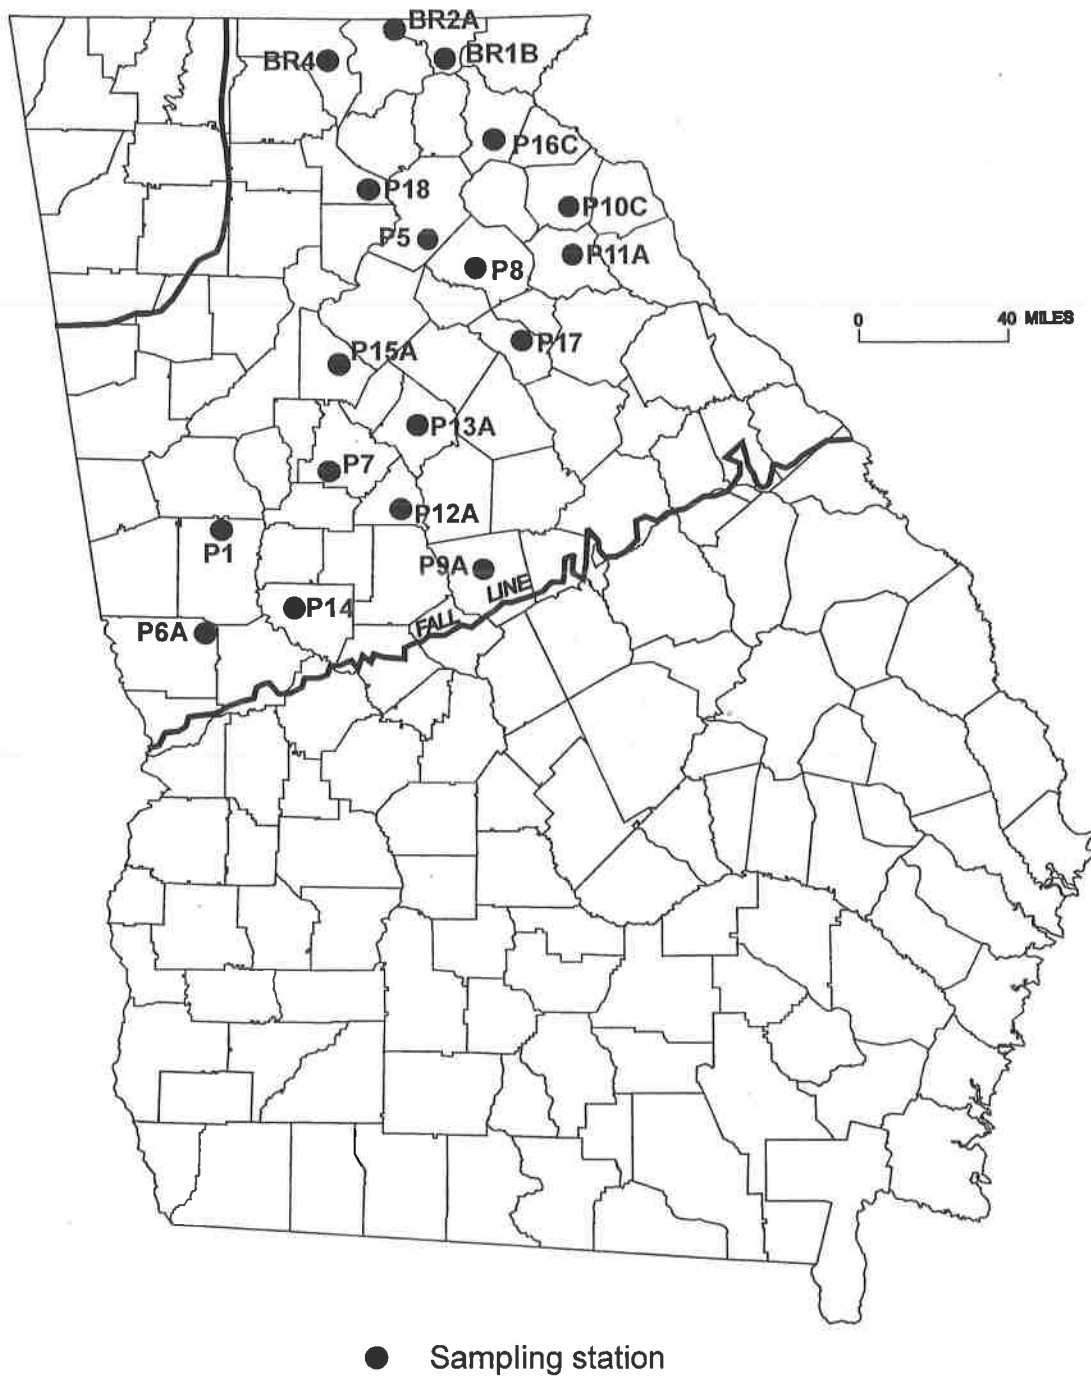 BR2A
BR4
BR1B
P16C
P18
P10C
P5
P11A
P8
0 40 MILES
P17
P15A
P13A
P7
P12A
P1
P9A
FALL LINE
P14
P6A
Sampling station